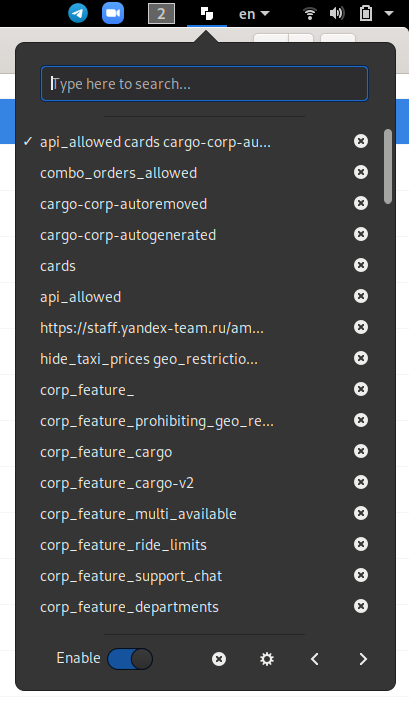 2
en
Type here to search...
✓ api_allowed cards cargo-corp-au...
combo_orders_allowed
cargo-corp-autoremoved
cargo-corp-autogenerated
cards
api_allowed
https://staff.yandex-team.ru/am...
hide_taxi_prices geo_restrictio...
corp_feature_
corp_feature_prohibiting_geo_re...
corp_feature_cargo
corp_feature_cargo-v2
corp_feature_multi_available
corp_feature_ride_limits
corp_feature_support_chat
corp_feature_departments
Enable